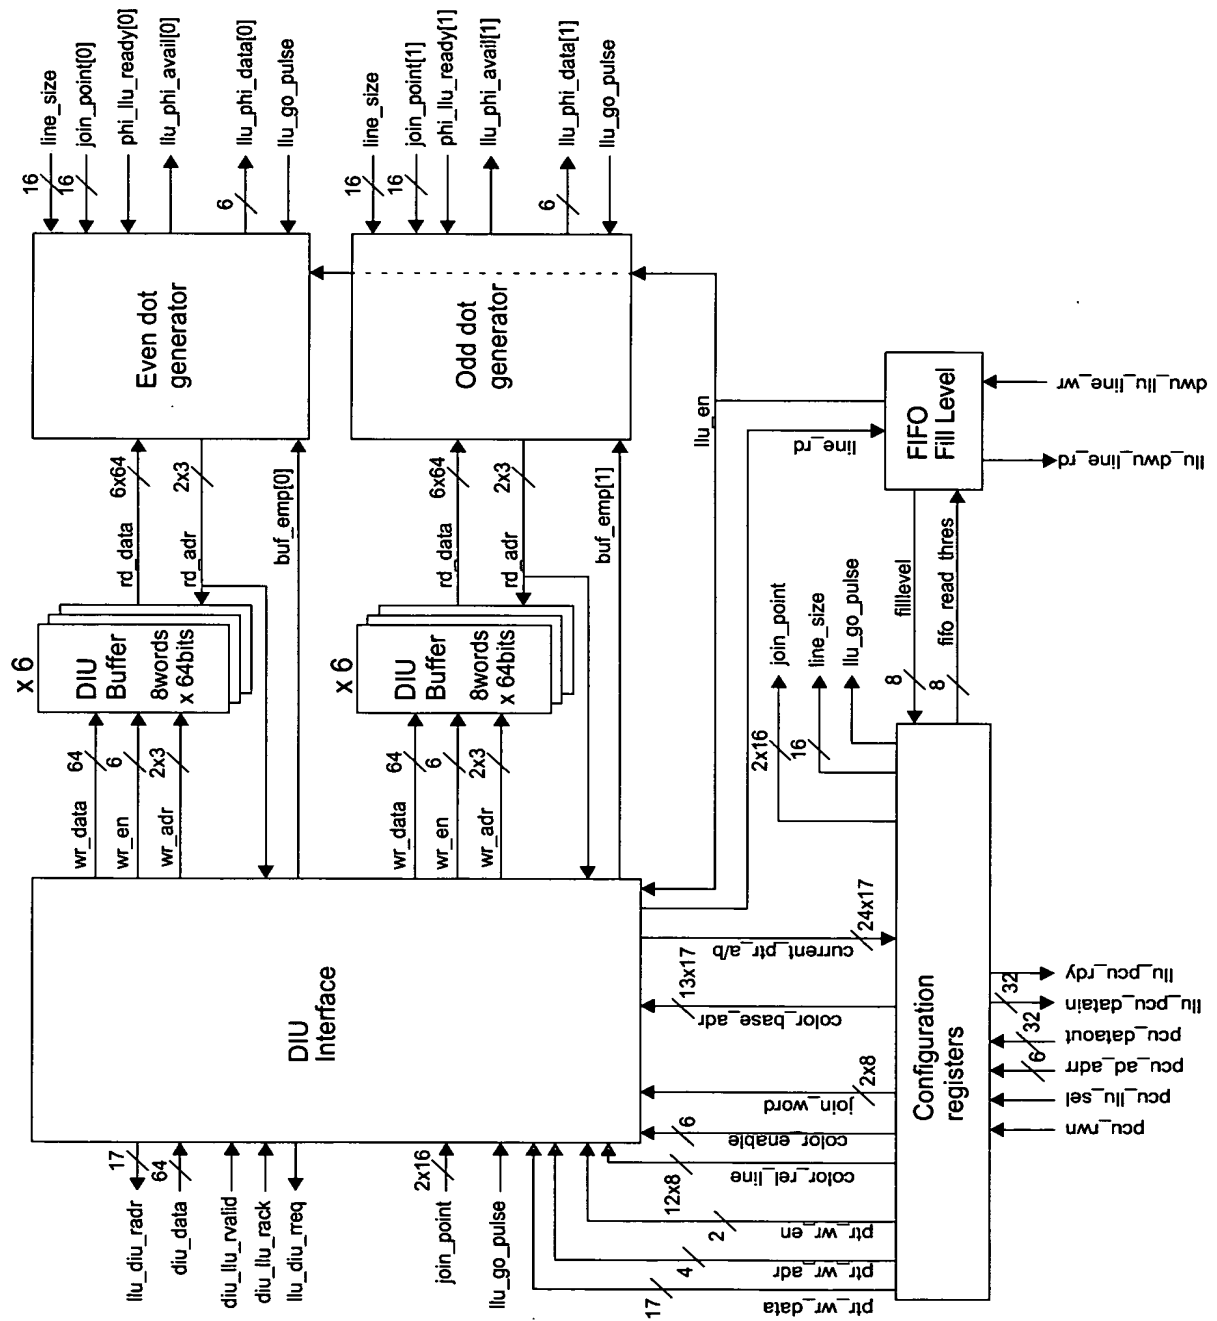 line_size
16
join_point[0]
16
phi_llu_ready[0]
llu_phi_avail[0]
llu_phi_data[0]
6
llu_go_pulse
Even dot
generator
line_size
16
join_point[1]
16
phi_llu_ready[1]
llu_phi_avail[1]
llu_phi_data[1]
6
llu_go_pulse
Odd dot
generator
rd_data
6x64
rd_adr
2x3
buf_emp[0]
rd_data
6x64
rd_adr
2x3
buf_emp[1]
llu_en
line_rd
x 6
DIU
Buffer
8words
x 64bits
x 6
DIU
Buffer
8words
x 64bits
FIFO
Fill Level
dwu_llu_line_wr
llu_dwu_line_rd
filllevel
8
fifo_read_thres
8
join_point
2x16
line_size
16
llu_go_pulse
wr_data
64
wr_en
6
wr_adr
2x3
wr_data
64
wr_en
6
wr_adr
2x3
DIU
Interface
current_ptr_a/b
24x17
color_base_adr
13x17
join_word
2x8
color_enable
6
color_rel_line
12x8
ptr_wr_en
2
ptr_wr_adr
4
ptr_wr_data
17
Configuration
registers
llu_pcu_rdy
llu_pcu_datain
32
pcu_dataout
32
pcu_ad_adrr
6
pcu_llu_sel
pcu_rwn
llu_diu_radr
17
diu_data
64
diu_llu_rvalid
diu_llu_rack
llu_diu_rreq
join_point
2x16
llu_go_pulse